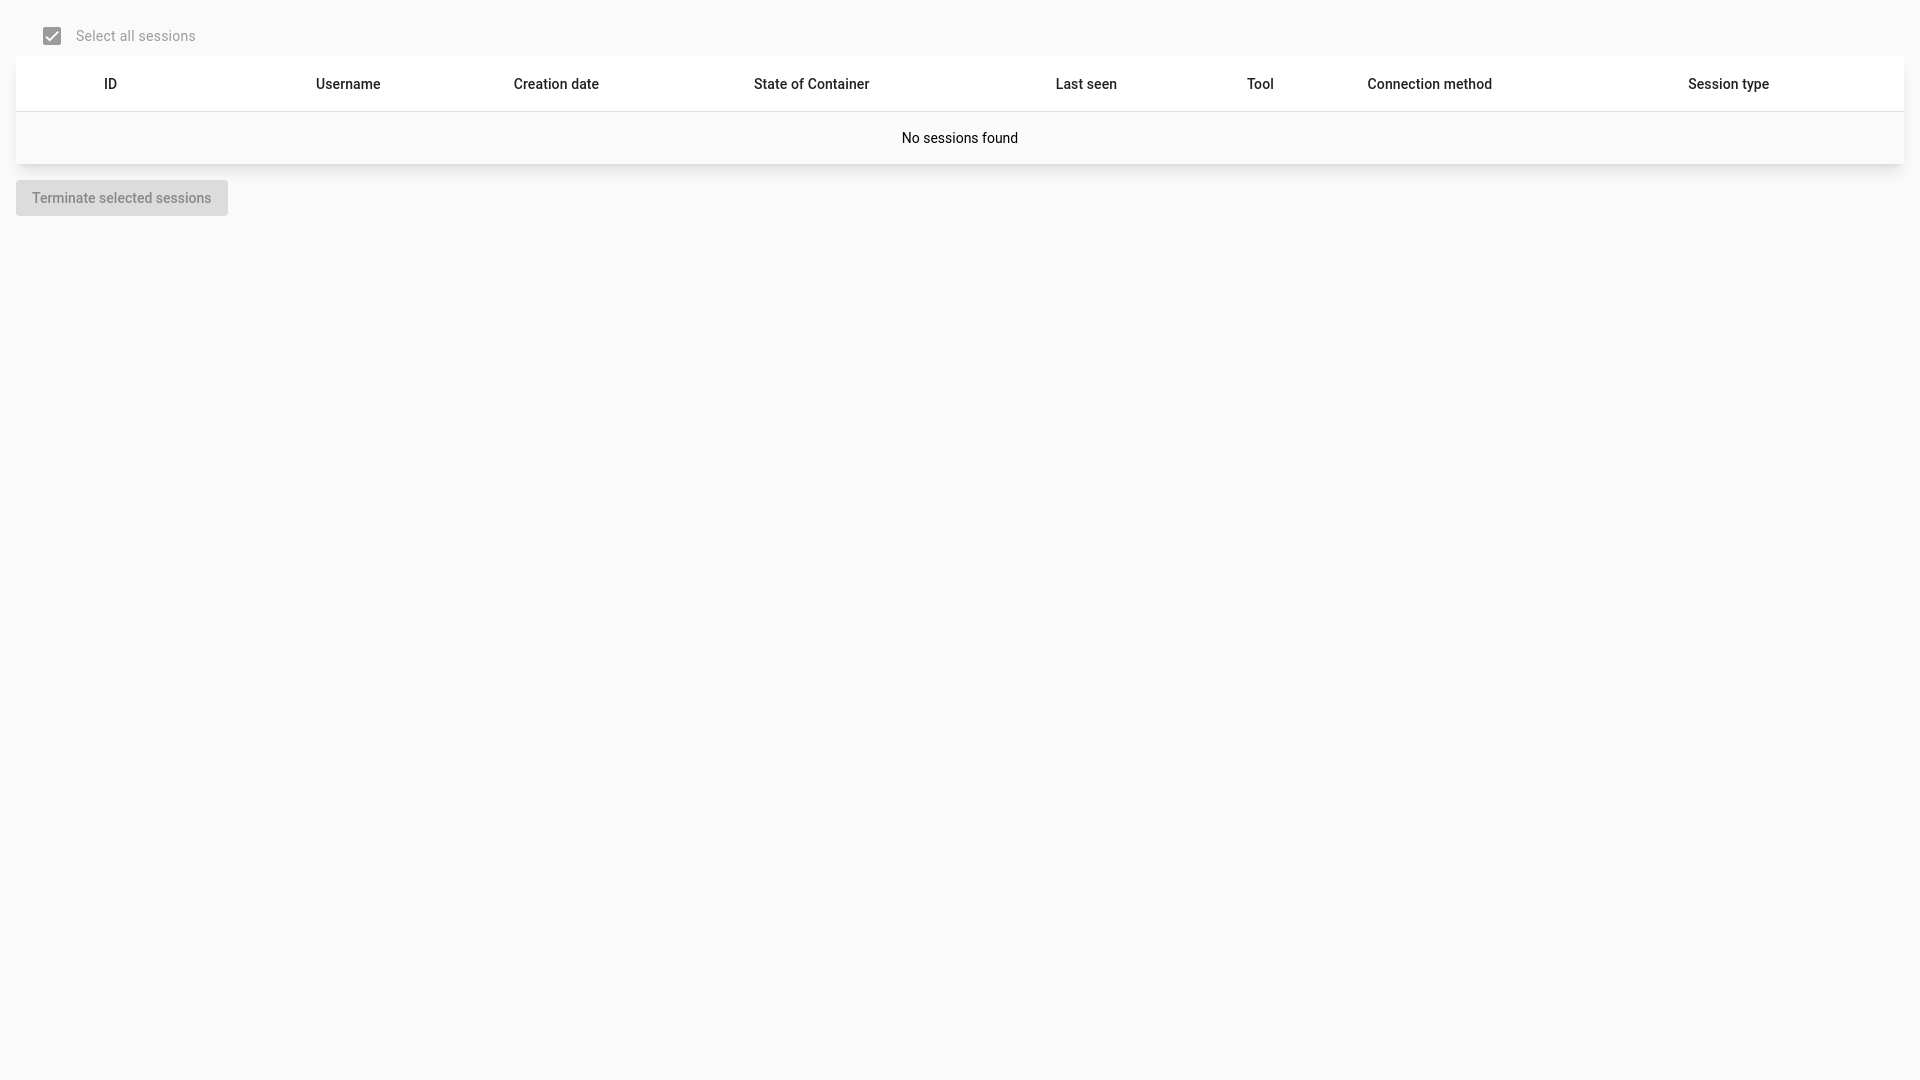 Select all sessions
ID Username Creation date State of Container Last seen Tool Connection method Session type
No sessions found
Terminate selected sessions